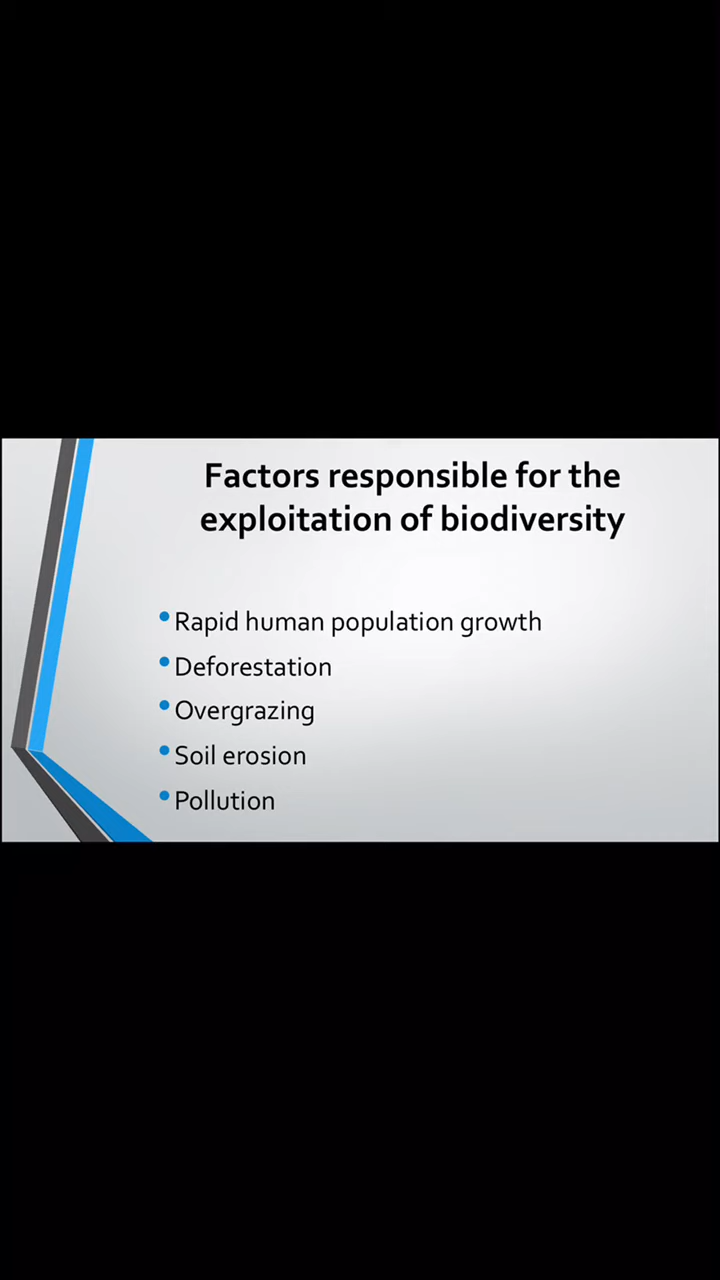 Factors responsible for the
exploitation of biodiversity
•Rapid human population growth
•Deforestation
•Overgrazing
•Soil erosion
•Pollution